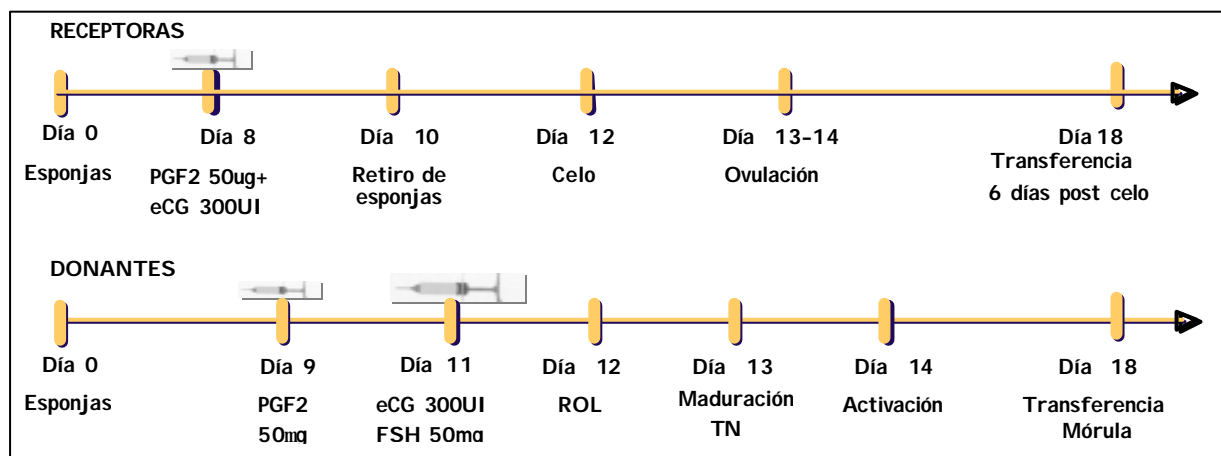 RECEPTORAS
Día 0
Día 8
Día 10
Día 12
Día 13-14
Día 18
Esponjas
PGF2 50ug+
eCG 300UI
Retiro de
esponjas
Celo
Ovulación
Transferencia
6 días post celo
DONANTES
Día 0
Día 9
Día 11
Día 12
Día 13
Día 14
Día 18
Esponjas
PGF2
50mg
eCG 300UI
FSH 50mg
ROL
Maduración
TN
Activación
Transferencia
Mórula